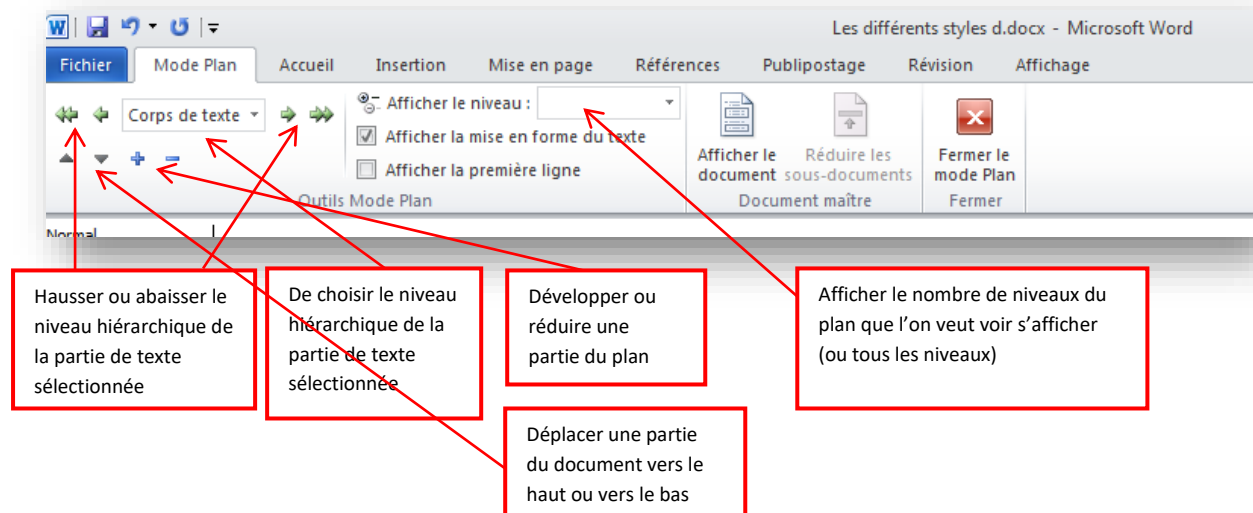 Les différents styles d.docx - Microsoft Word
Fichier Mode Plan Accueil Insertion Mise en page Références Publipostage Révision Affichage
Corps de texte
Afficher le niveau :
Afficher la mise en forme du texte
Afficher la première ligne
Outils Mode Plan
Afficher le
document
Réduire les
sous-documents
Document maître
Fermer le
mode Plan
Fermer
Normal
Hausser ou abaisser le
niveau hiérarchique de
la partie de texte
sélectionnée
De choisir le niveau
hiérarchique de la
partie de texte
sélectionnée
Développer ou
réduire une
partie du plan
Afficher le nombre de niveaux du
plan que l’on veut voir s’afficher
(ou tous les niveaux)
Déplacer une partie
du document vers le
haut ou vers le bas